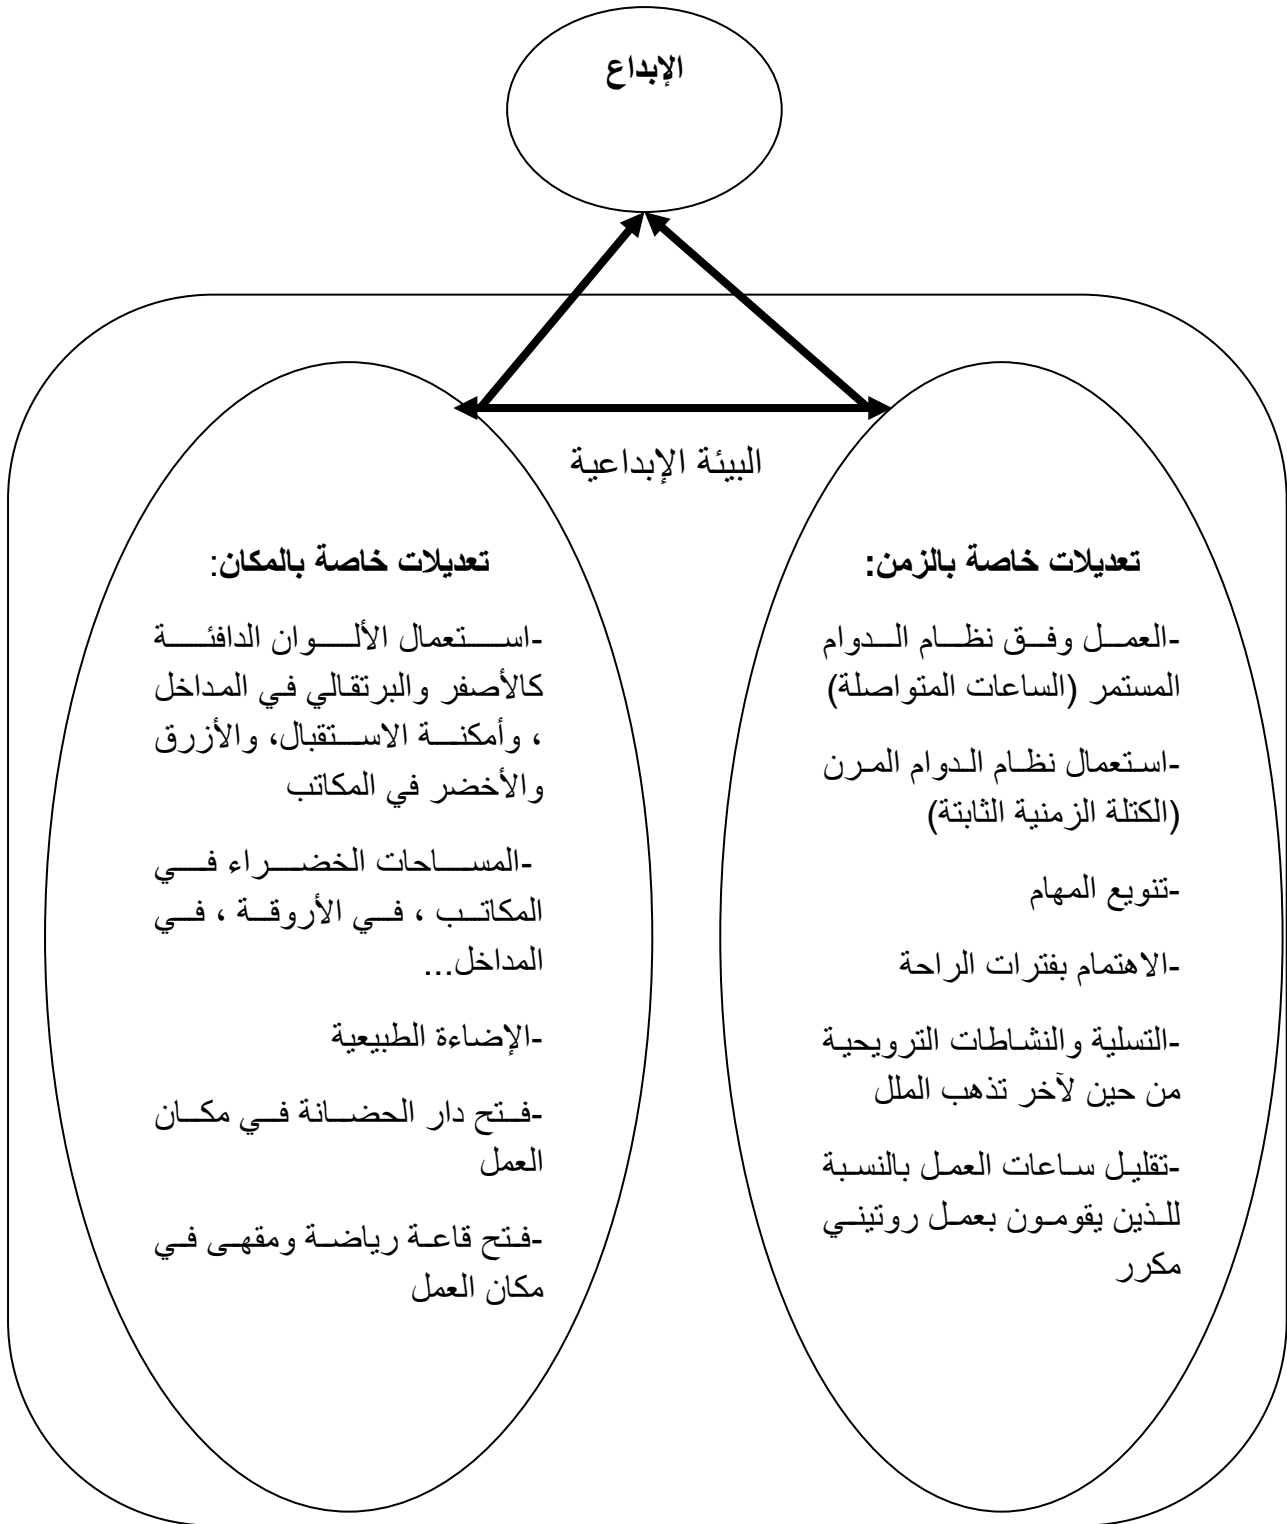 الإبداع
البيئة الإبداعية
تعديلات خاصة بالزمن:
-العمل وفق نظام الدوام
المستمر (الساعات المتواصلة)
-استعمال نظام الدوام المرن
(الكتلة الزمنية الثابتة)
-تنويع المهام
-الاهتمام بفترات الراحة
-التسلية والنشاطات الترويحية
من حين لآخر تذهب الملل
-تقليل ساعات العمل بالنسبة
للذين يقومون بعمل روتيني
مكرر
تعديلات خاصة بالمكان:
-استعمال الألوان الدافئة
كالأصفر والبرتقالي في المداخل
، وأمكنة الاستقبال، والأزرق
والأخضر في المكاتب
-المساحات الخضراء في
المكاتب ، في الأروقة ، في
المداخل...
-الإضاءة الطبيعية
-فتح دار الحضانة في مكان
العمل
-فتح قاعة رياضة ومقهى في
مكان العمل